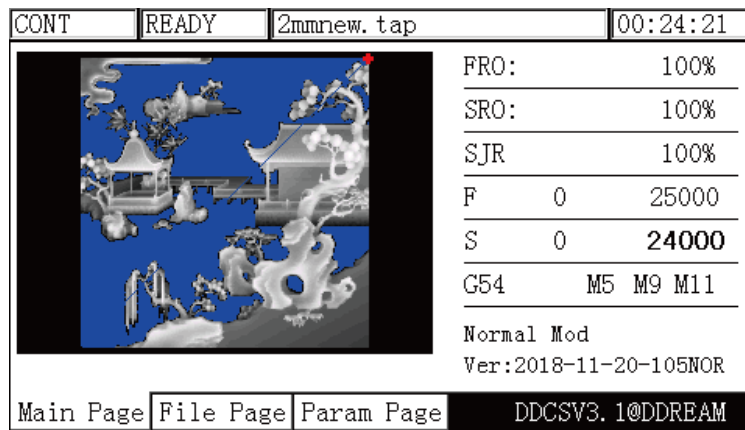 CONT READY 2mmnew.tap 00:24:21
FRO: 100%
SRO: 100%
SJR 100%
F 0 25000
S 0 24000
G54 M5 M9 M11
Normal Mod
Ver:2018-11-20-105NOR
Main Page File Page Param Page DDCSV3.1@DDREAM